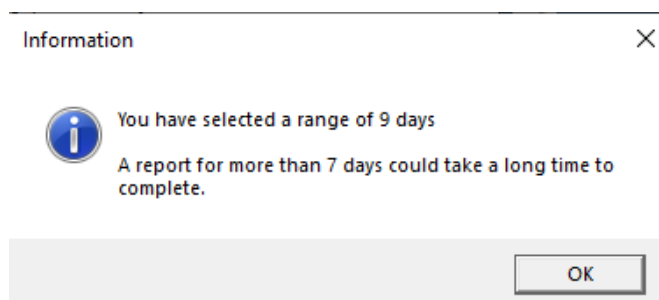 Information
You have selected a range of 9 days
A report for more than 7 days could take a long time to
complete.
OK